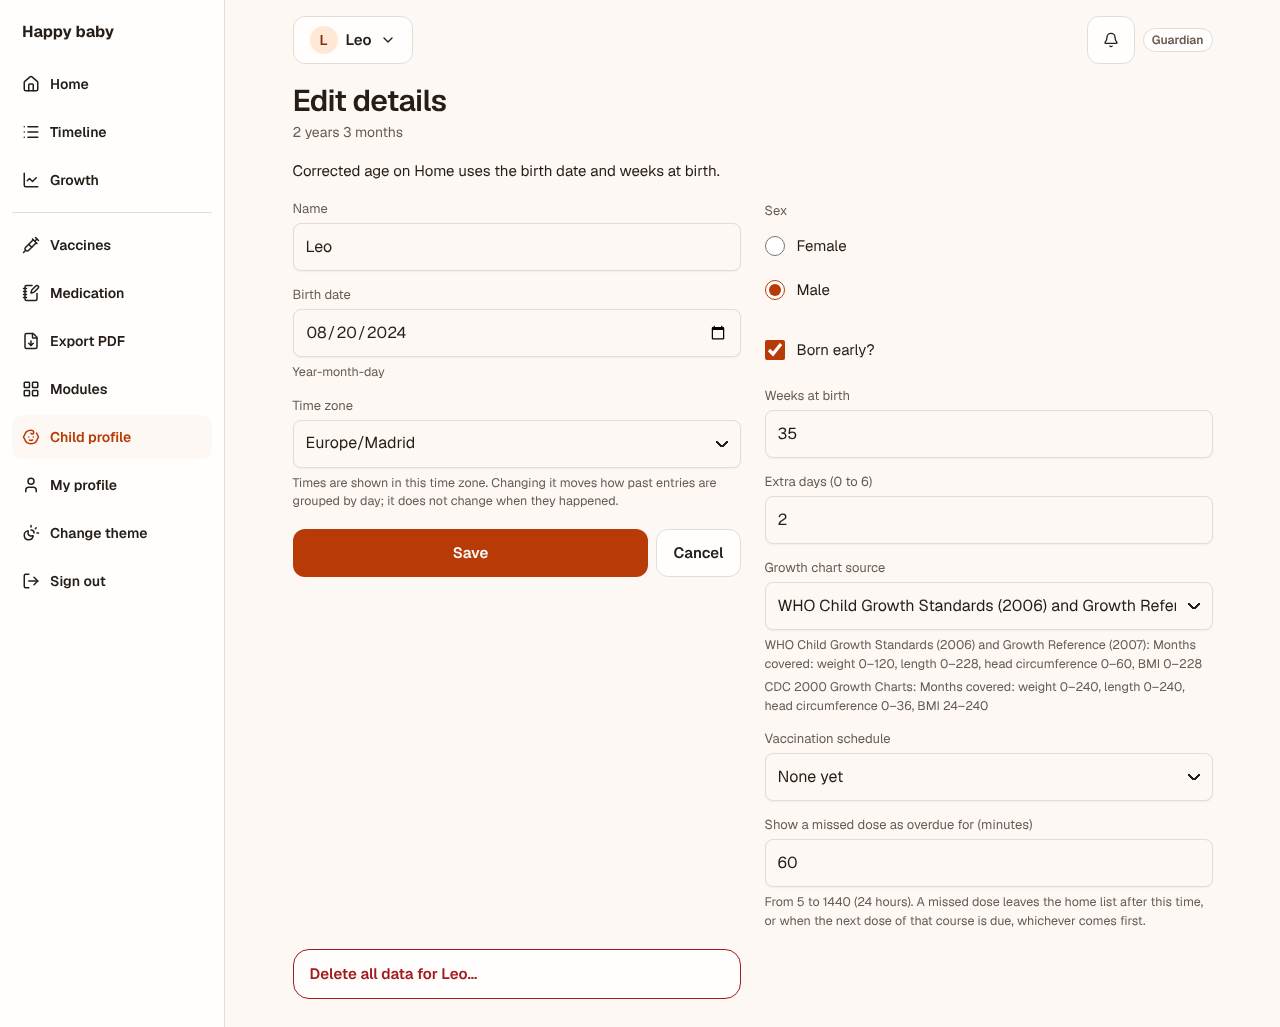 Happy baby
Home
Timeline
Growth
Vaccines
Medication
Export PDF
Modules
Child profile
My profile
Change theme
Sign out
L Leo
Guardian
Edit details
2 years 3 months
Corrected age on Home uses the birth date and weeks at birth.
Name
Leo
Birth date
08/20/2024
Year-month-day
Time zone
Europe/Madrid
Times are shown in this time zone. Changing it moves how past entries are
grouped by day; it does not change when they happened.
Save
Cancel
Sex
Female
Male
Born early?
Weeks at birth
35
Extra days (0 to 6)
2
Growth chart source
WHO Child Growth Standards (2006) and Growth Refer
WHO Child Growth Standards (2006) and Growth Reference (2007): Months
covered: weight 0–120, length 0–228, head circumference 0–60, BMI 0–228
CDC 2000 Growth Charts: Months covered: weight 0–240, length 0–240,
head circumference 0–36, BMI 24–240
Vaccination schedule
None yet
Show a missed dose as overdue for (minutes)
60
From 5 to 1440 (24 hours). A missed dose leaves the home list after this time,
or when the next dose of that course is due, whichever comes first.
Delete all data for Leo…